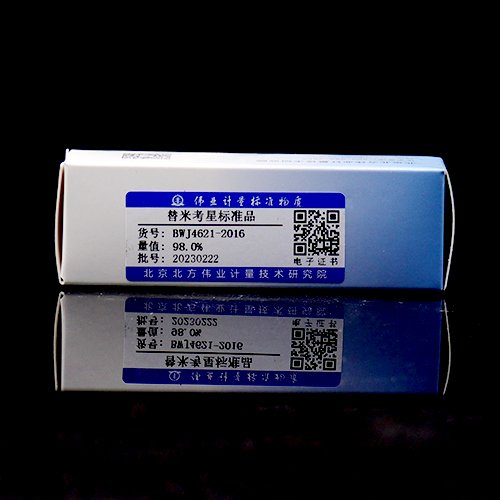 伟业计量标准物质
替米考星标准品
货号: BWJ4621-2016
量值: 98.0%
批号: 20230222
电子证书
北京北方伟业计量技术研究院